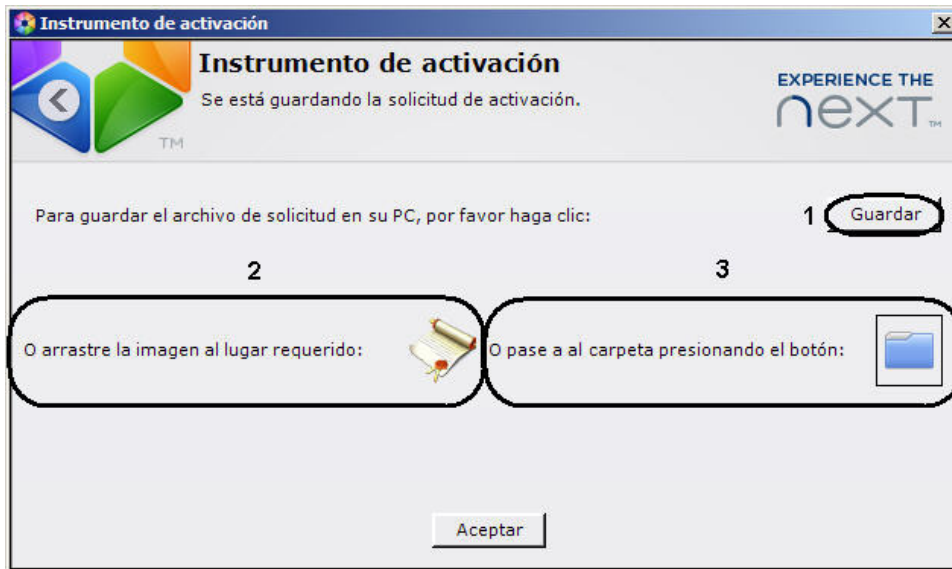 Instrumento de activación
Instrumento de activación
Se está guardando la solicitud de activación.
EXPERIENCE THE
next™
TM
Para guardar el archivo de solicitud en su PC, por favor haga clic:
1
Guardar
2
3
O arrastre la imagen al lugar requerido:
O pase a al carpeta presionando el botón:
Aceptar